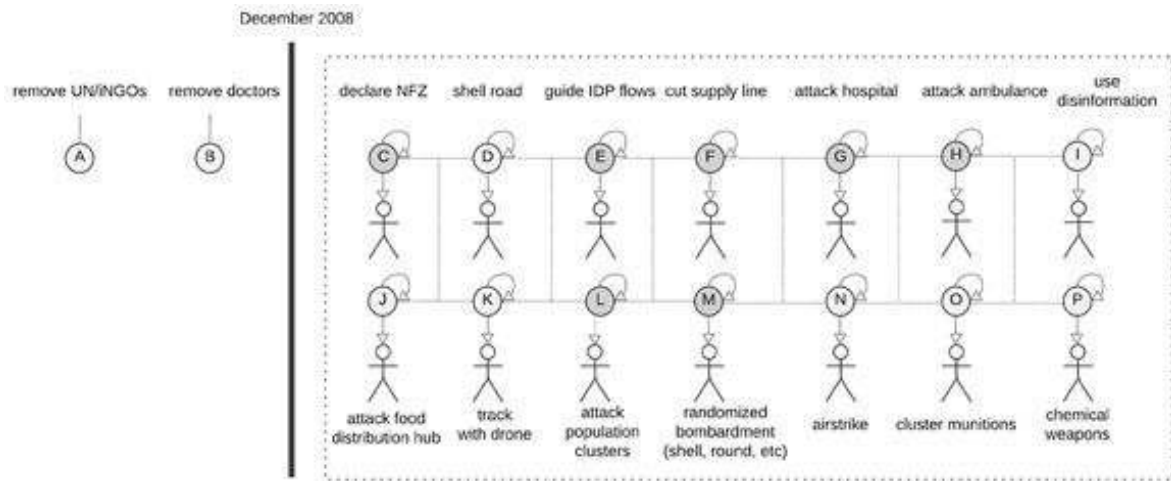 December 2008
remove UN/iNGOs
remove doctors
declare NFZ
shell road
guide IDP flows
cut supply line
attack hospital
attack ambulance
use
disinformation
A
B
C
D
E
F
G
H
I
J
K
L
M
N
O
P
attack food
distribution hub
track
with drone
attack
population
clusters
randomized
bombardment
(shell, round, etc)
airstrike
cluster munitions
chemical
weapons